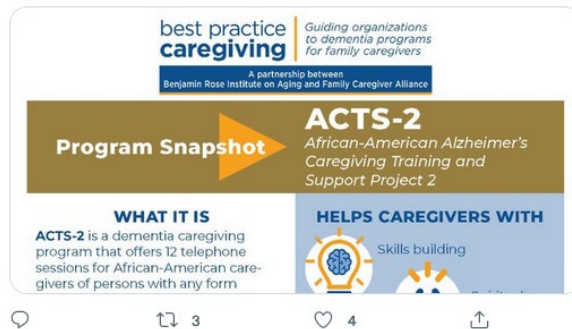 best practice
caregiving
Guiding organizations
to dementia programs
for family caregivers
A partnership between
Benjamin Rose Institute on Aging and Family Caregiver Alliance
Program Snapshot
ACTS-2
African-American Alzheimer's
Caregiving Training and
Support Project 2
WHAT IT IS
ACTS-2 is a dementia caregiving
program that offers 12 telephone
sessions for African-American care-
givers of persons with any form
HELPS CAREGIVERS WITH
Skills building
3
4